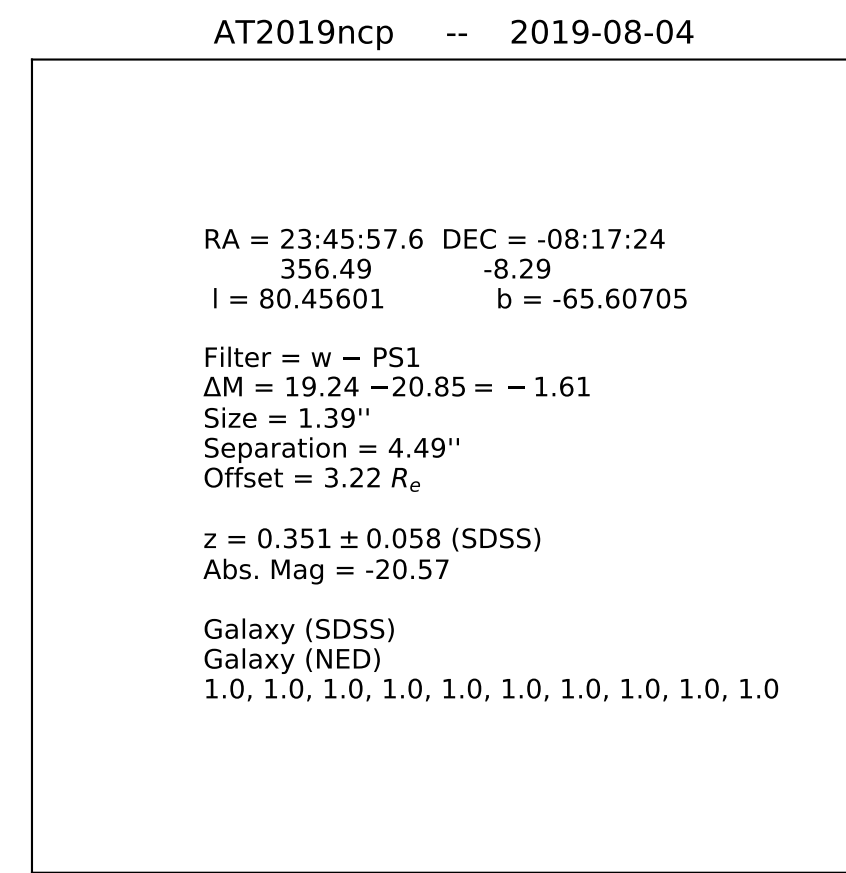 AT2019ncp -- 2019-08-04
RA = 23:45:57.6 DEC = -08:17:24
356.49 -8.29
l = 80.45601 b = -65.60705
Filter = w − PS1
ΔM = 19.24 −20.85 = −1.61
Size = 1.39''
Separation = 4.49''
Offset = 3.22 Rₑ
z = 0.351 ± 0.058 (SDSS)
Abs. Mag = -20.57
Galaxy (SDSS)
Galaxy (NED)
1.0, 1.0, 1.0, 1.0, 1.0, 1.0, 1.0, 1.0, 1.0, 1.0